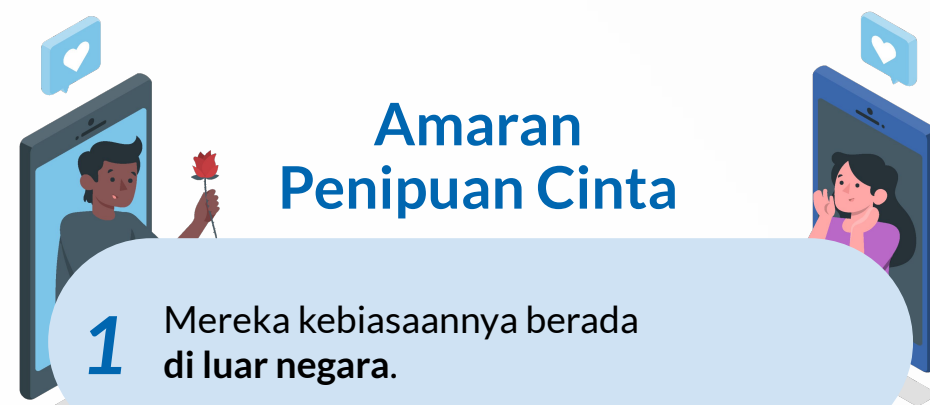 Amaran
Penipuan Cinta
1
Mereka kebiasaannya berada
di luar negara.